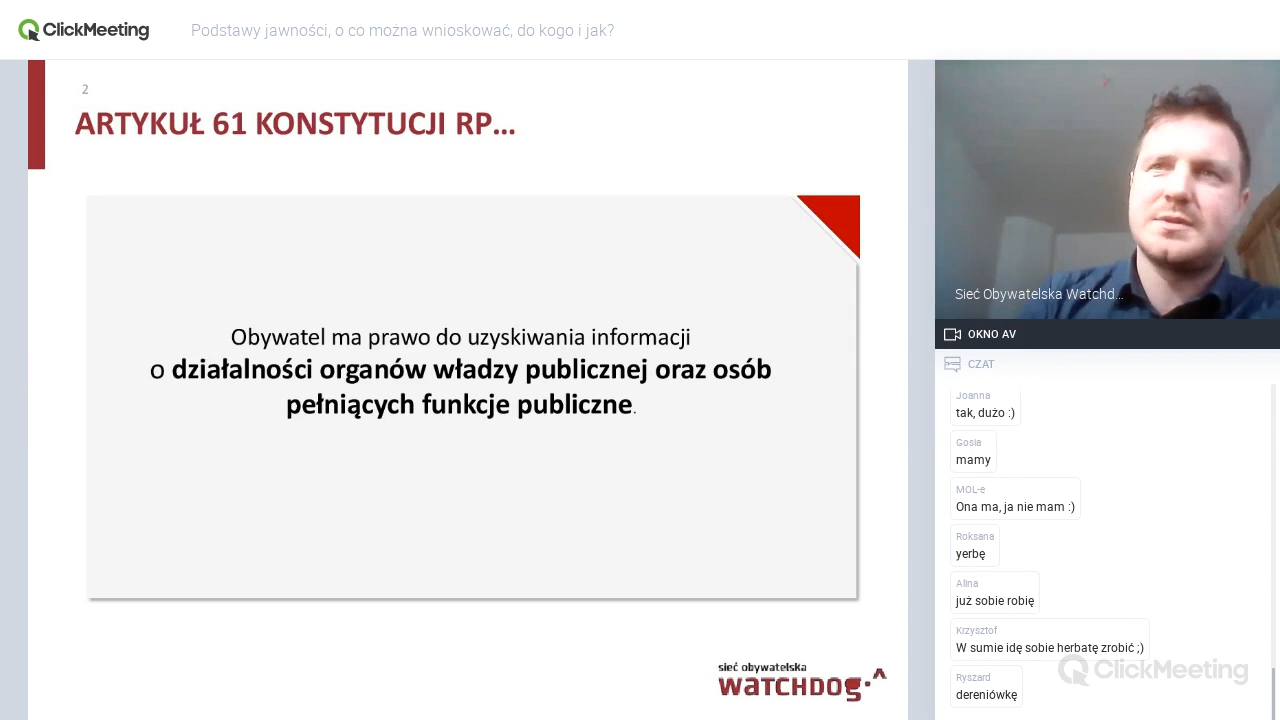 ClickMeeting
Podstawy jawności, o co można wnioskować, do kogo i jak?
2
ARTYKUŁ 61 KONSTYTUCJI RP...
Obywatel ma prawo do uzyskiwania informacji
o działalności organów władzy publicznej oraz osób
pełniących funkcje publiczne.
sieć obywatelska
WATCHDOG
Sieć Obywatelska Watchd...
OKNO AV
CZAT
Joanna
tak, dużo :)
Gosia
mamy
MOL-e
Ona ma, ja nie mam :)
Roksana
yerbę
Alina
już sobie robię
Krzysztof
W sumie idę sobie herbatę zrobić ;)
Ryszard
dereniówkę
ClickMeeting